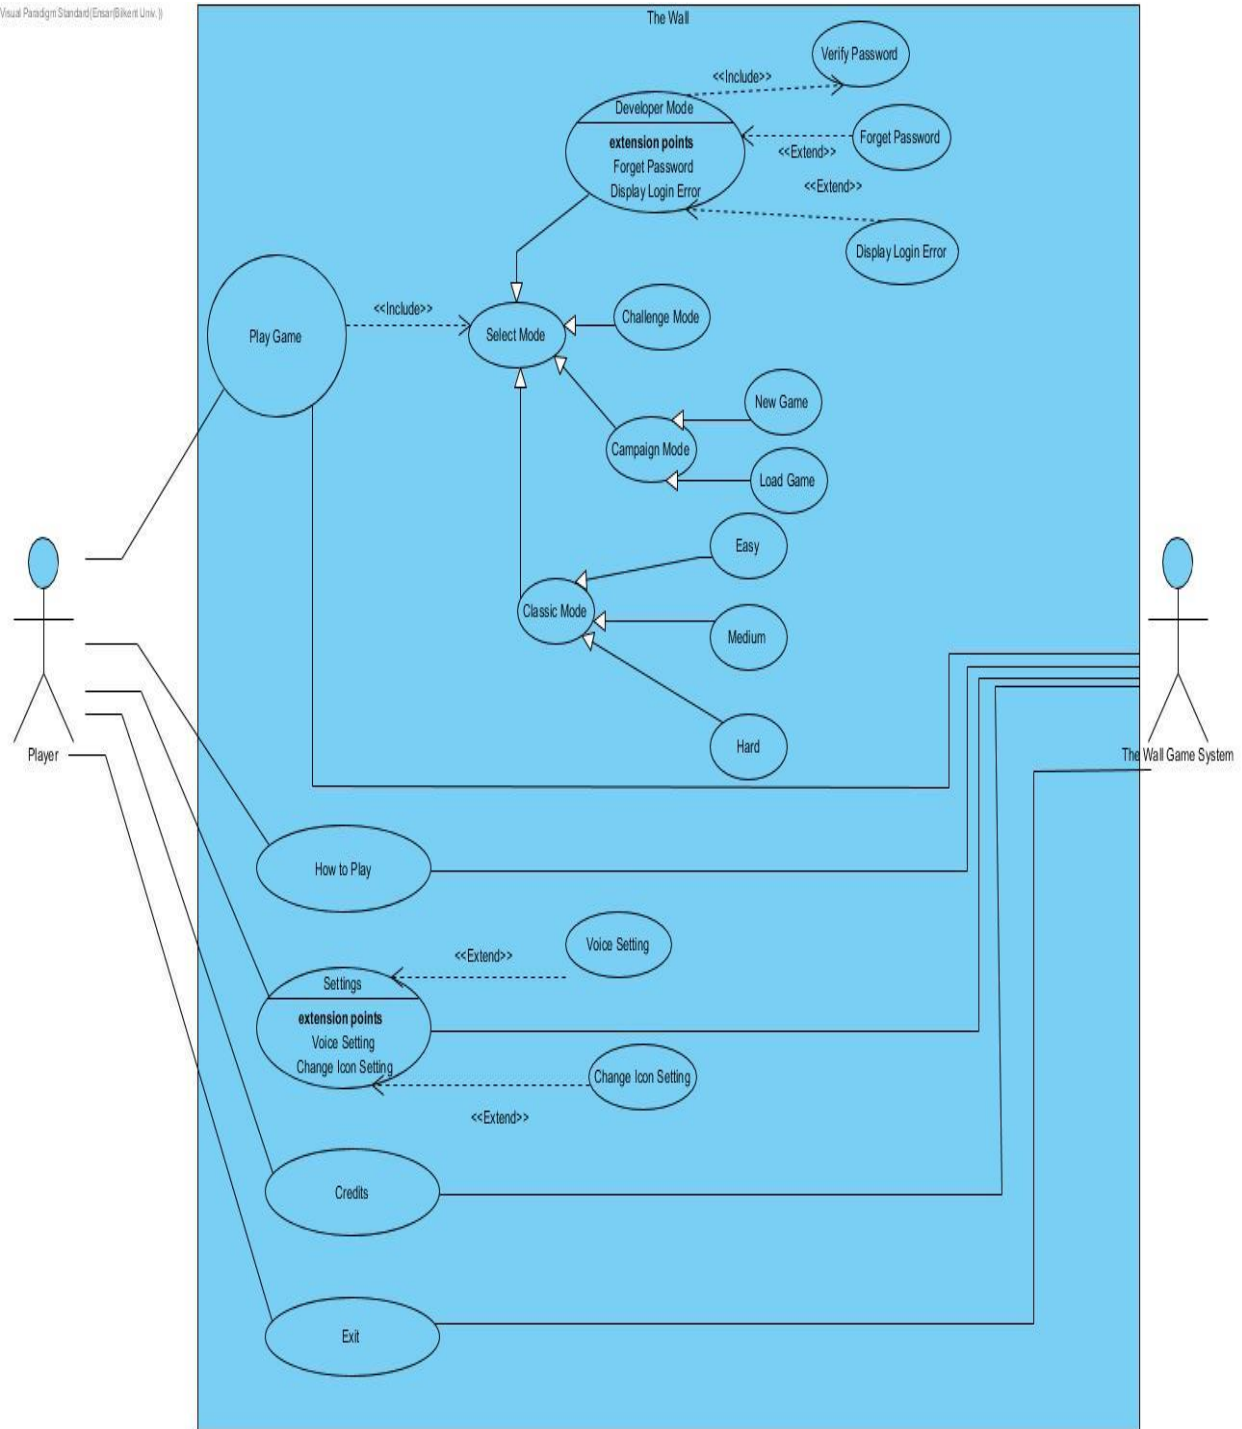 Visual Paradigm Standard(Ensar(Bilkent Univ.))
The Wall
Verify Password
<<Include>>
Developer Mode
extension points
Forget Password
Display Login Error
Forget Password
<<Extend>>
<<Extend>>
Display Login Error
Play Game
<<Include>>
Select Mode
Challenge Mode
New Game
Campaign Mode
Load Game
Easy
Classic Mode
Medium
Hard
Player
The Wall Game System
How to Play
Voice Setting
<<Extend>>
Settings
extension points
Voice Setting
Change Icon Setting
Change Icon Setting
<<Extend>>
Credits
Exit